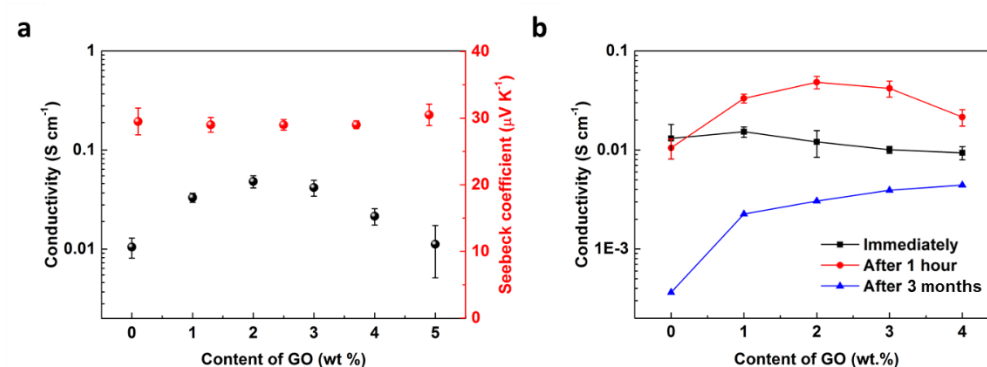 a
Conductivity (S cm⁻¹)
1
0.1
0.01
0 1 2 3 4 5
Content of GO (wt %)
40
30
20
10
0
Seebeck coefficient (μV K⁻¹)
b
Conductivity (S cm⁻¹)
0.1
0.01
1E-3
0 1 2 3 4
Content of GO (wt.%)
Immediately
After 1 hour
After 3 months